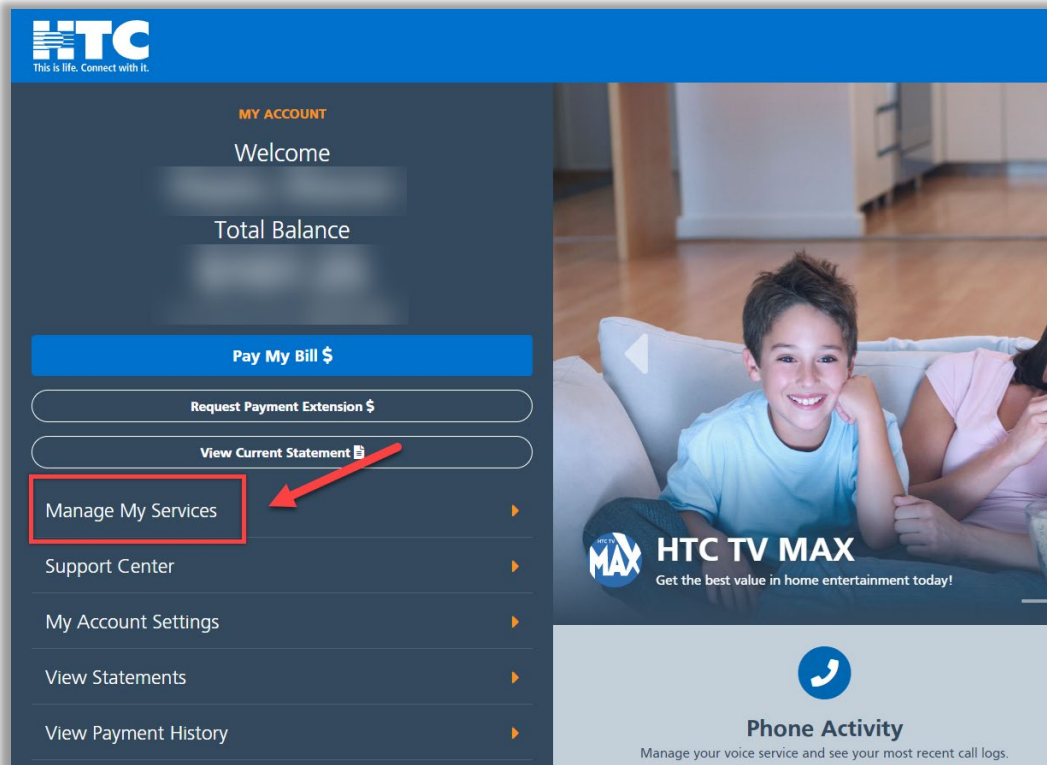 HTC
This is life. Connect with it.
MY ACCOUNT
Welcome
Total Balance
Pay My Bill $
Request Payment Extension $
View Current Statement
Manage My Services
Support Center
My Account Settings
View Statements
View Payment History
HTC TV
MAX
HTC TV MAX
Get the best value in home entertainment today!
Phone Activity
Manage your voice service and see your most recent call logs.